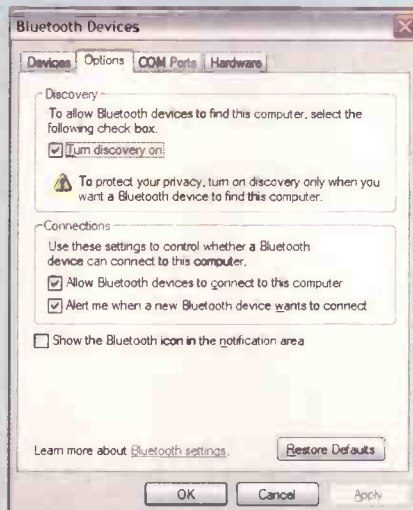 Bluetooth Devices
Devices Options COM Ports Hardware
Discovery
To allow Bluetooth devices to find this computer, select the
following check box.
Turn discovery on
To protect your privacy, turn on discovery only when you
want a Bluetooth device to find this computer.
Connections
Use these settings to control whether a Bluetooth
device can connect to this computer.
Allow Bluetooth devices to connect to this computer
Alert me when a new Bluetooth device wants to connect
Show the Bluetooth icon in the notification area
Learn more about Bluetooth settings.
Restore Defaults
OK Cancel Apply